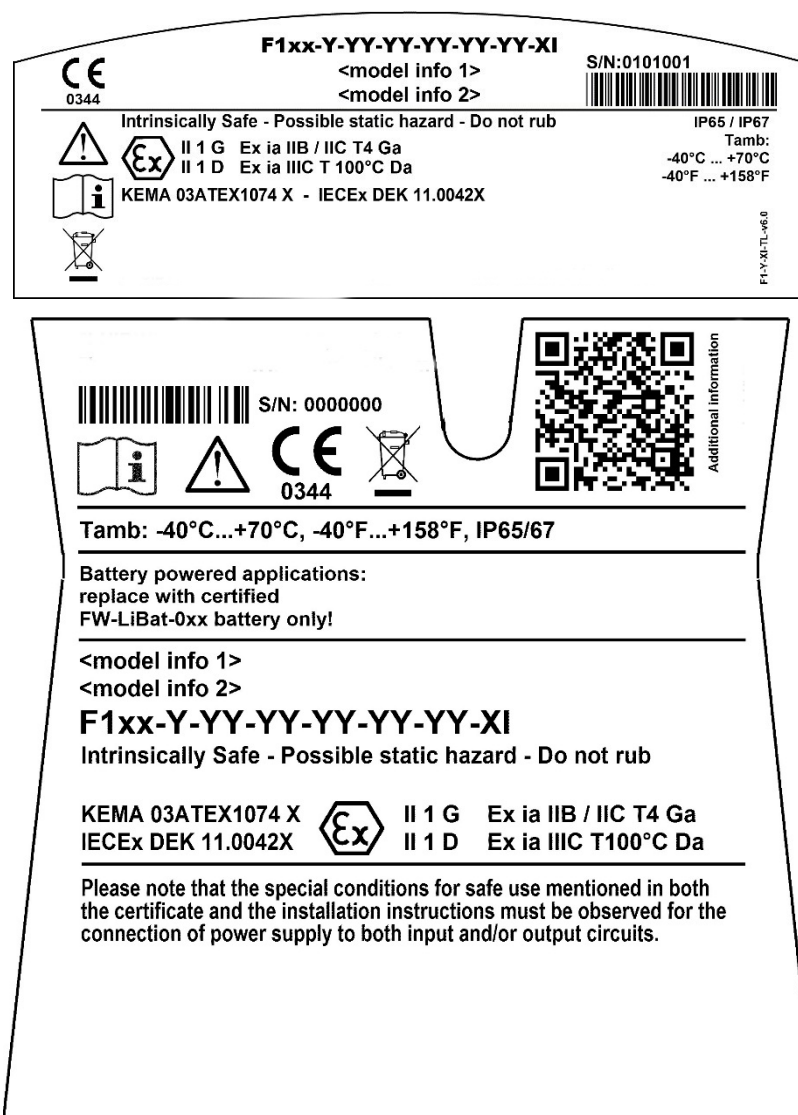 F1xx-Y-YY-YY-YY-YY-YY-XI
<model info 1>
<model info 2>
S/N:0101001
CE
0344
Intrinsically Safe - Possible static hazard - Do not rub
Ex
II 1 G Ex ia IIB / IIC T4 Ga
II 1 D Ex ia IIIC T 100°C Da
KEMA 03ATEX1074 X - IECEx DEK 11.0042X
IP65 / IP67
Tamb:
-40°C ... +70°C
-40°F ... +158°F
i
F1-Y-XI-TL-v6.0
Additional information
S/N: 0000000
i
CE
0344
Tamb: -40°C...+70°C, -40°F...+158°F, IP65/67
Battery powered applications:
replace with certified
FW-LiBat-0xx battery only!
<model info 1>
<model info 2>
F1xx-Y-YY-YY-YY-YY-YY-XI
Intrinsically Safe - Possible static hazard - Do not rub
KEMA 03ATEX1074 X
IECEx DEK 11.0042X
Ex
II 1 G Ex ia IIB / IIC T4 Ga
II 1 D Ex ia IIIC T100°C Da
Please note that the special conditions for safe use mentioned in both
the certificate and the installation instructions must be observed for the
connection of power supply to both input and/or output circuits.